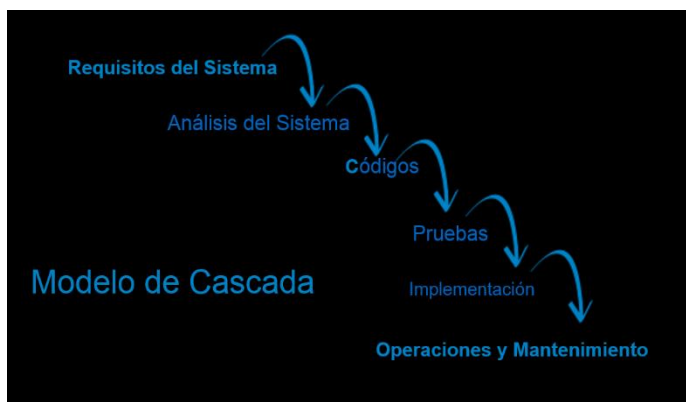 Requisitos del Sistema
Análisis del Sistema
Códigos
Pruebas
Modelo de Cascada
Implementación
Operaciones y Mantenimiento